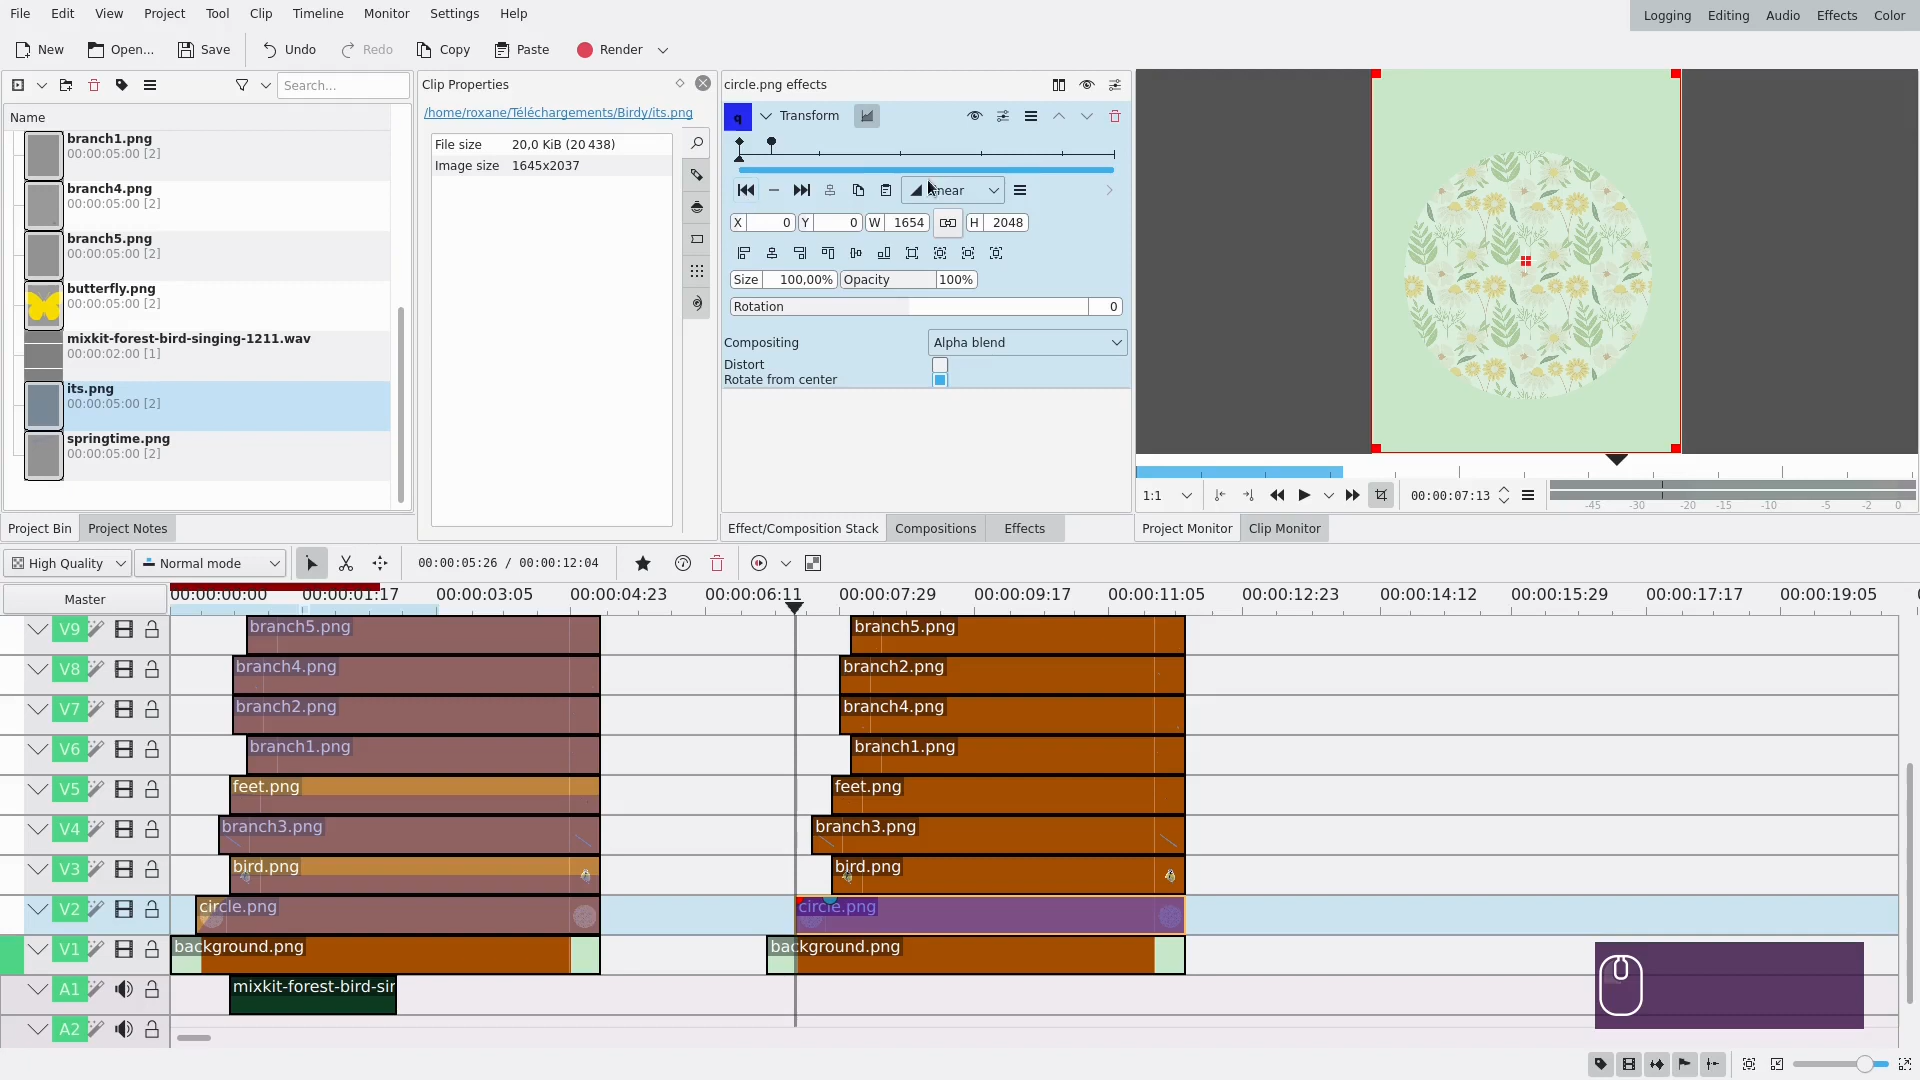 File Edit View Project Tool Clip Timeline Monitor Settings Help
Logging Editing Audio Effects Color
New Open... Save Undo Redo Copy Paste Render
Search...
Name
branch1.png
00:00:05:00 [2]
branch4.png
00:00:05:00 [2]
branch5.png
00:00:05:00 [2]
butterfly.png
00:00:05:00 [2]
mixkit-forest-bird-singing-1211.wav
00:00:02:00 [1]
its.png
00:00:05:00 [2]
springtime.png
00:00:05:00 [2]
Project Bin Project Notes
Clip Properties
/home/roxane/Téléchargements/Birdy/its.png
File size 20,0 KiB (20 438)
Image size 1645x2037
circle.png effects
q Transform
X 0 Y 0 W 1654 H 2048
Size 100,00% Opacity 100%
Rotation 0
Compositing Alpha blend
Distort
Rotate from center
Effect/Composition Stack Compositions Effects
1:1 00:00:07:13
-45 -30 -20 -15 -10 -5 -2 0
Project Monitor Clip Monitor
High Quality Normal mode 00:00:05:26 / 00:00:12:04
Master
00:00:00:00 00:00:01:17 00:00:03:05 00:00:04:23 00:00:06:11 00:00:07:29 00:00:09:17 00:00:11:05 00:00:12:23 00:00:14:12 00:00:15:29 00:00:17:17 00:00:19:05
V9 branch5.png branch5.png
V8 branch4.png branch2.png
V7 branch2.png branch4.png
V6 branch1.png branch1.png
V5 feet.png feet.png
V4 branch3.png branch3.png
V3 bird.png bird.png
V2 circle.png circle.png
V1 background.png background.png
A1 mixkit-forest-bird-sir
A2